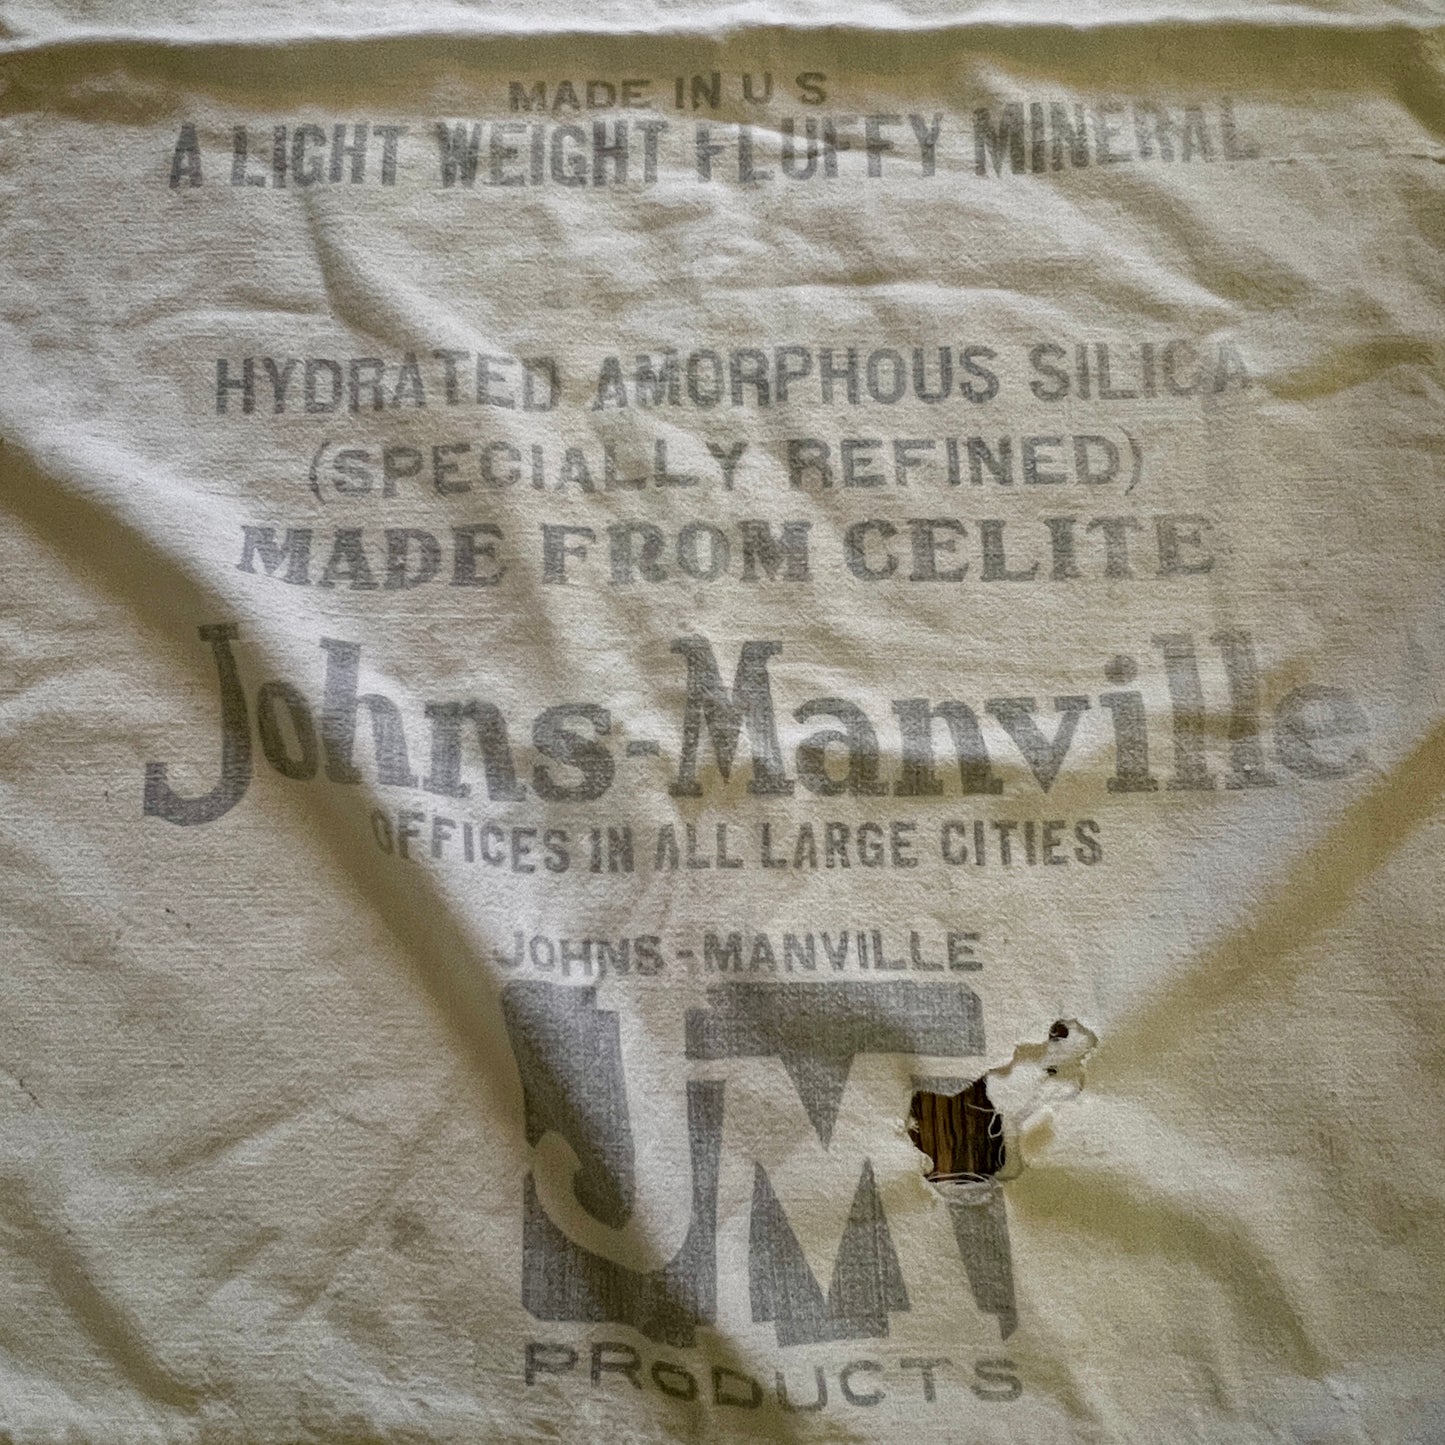 MADE IN U S
A LIGHT WEIGHT FLUFFY MINERAL
HYDRATED AMORPHOUS SILICA
(SPECIALLY REFINED)
MADE FROM CELITE
Johns-Manville
OFFICES IN ALL LARGE CITIES
JOHNS-MANVILLE
JM
PRODUCTS